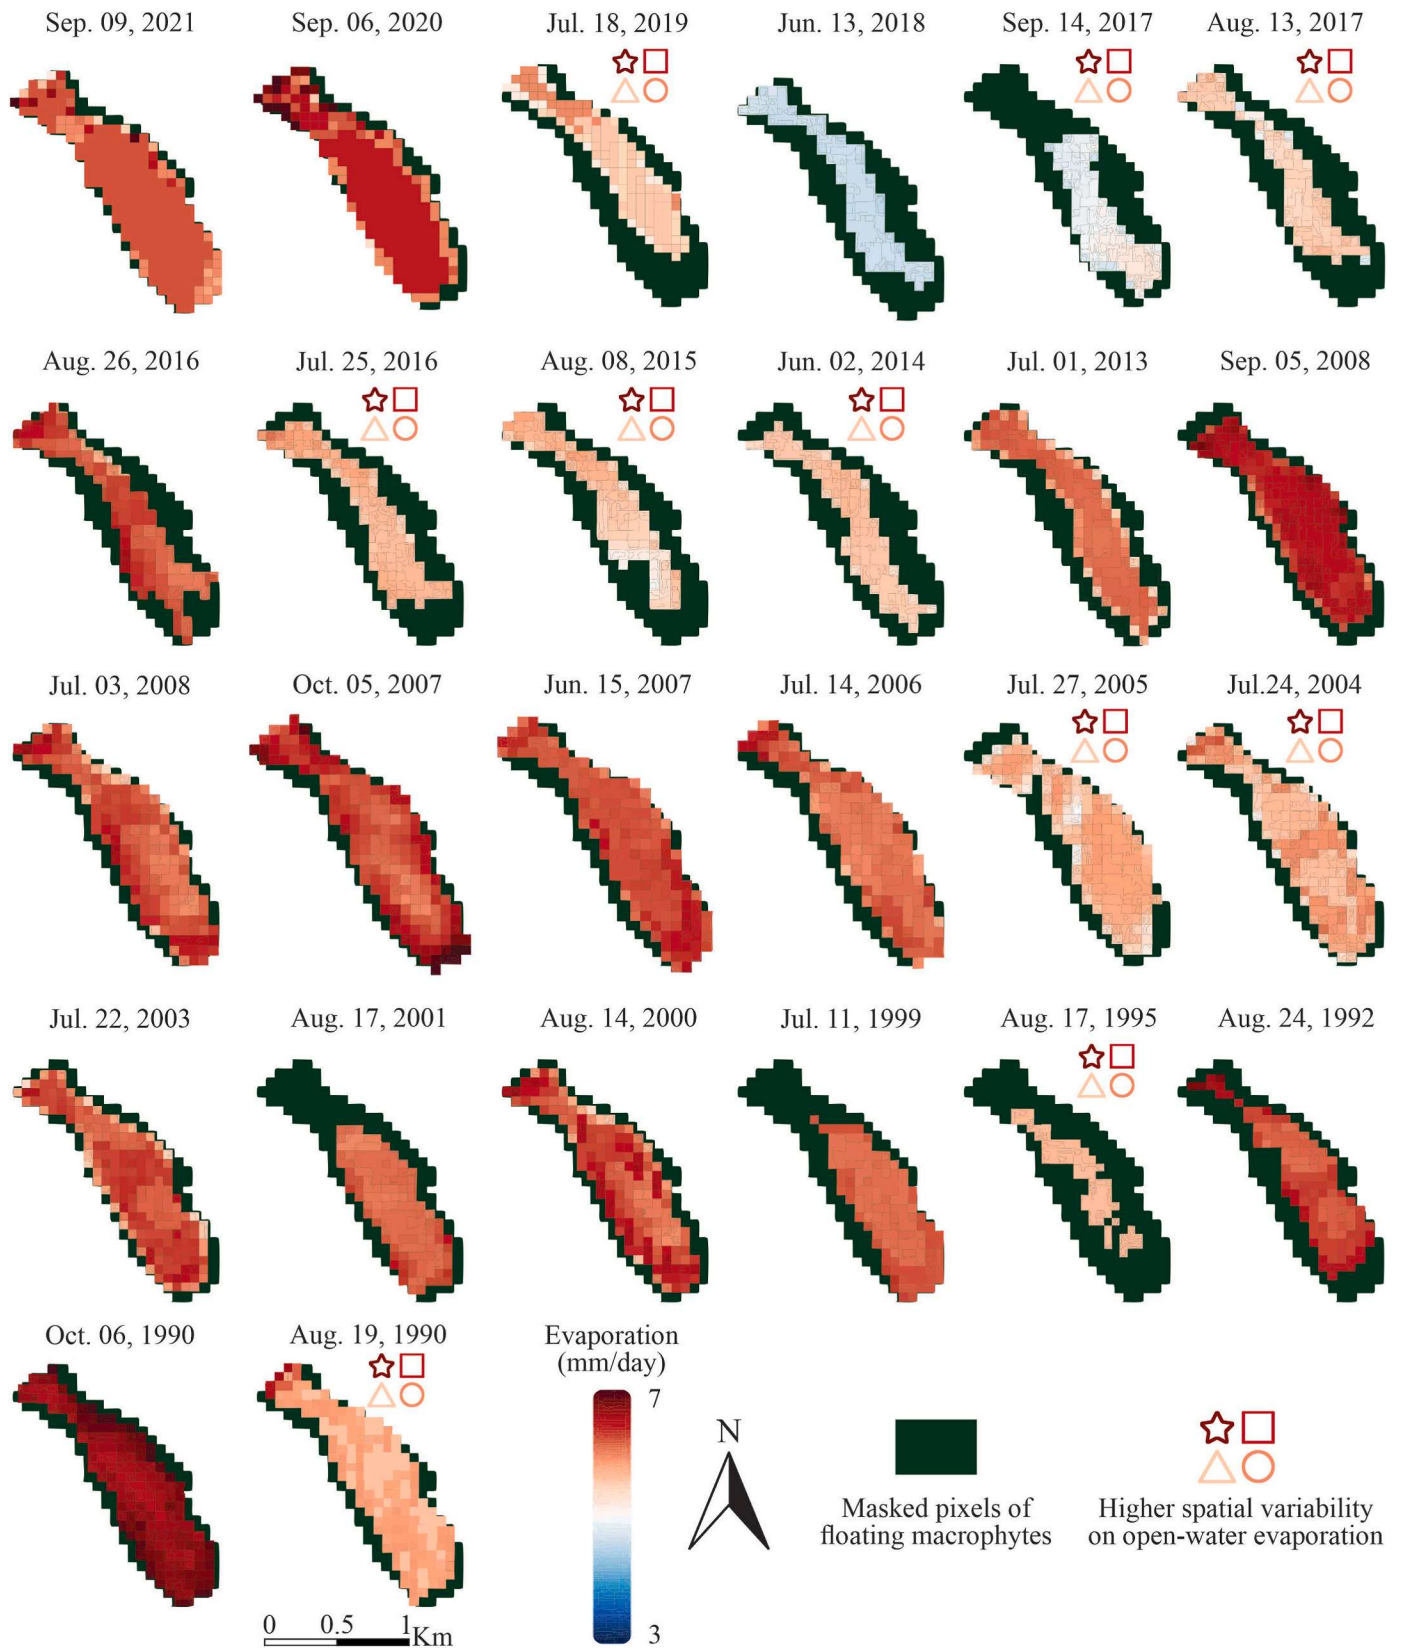 Sep. 09, 2021
Sep. 06, 2020
Jul. 18, 2019
Jun. 13, 2018
Sep. 14, 2017
Aug. 13, 2017
Aug. 26, 2016
Jul. 25, 2016
Aug. 08, 2015
Jun. 02, 2014
Jul. 01, 2013
Sep. 05, 2008
Jul. 03, 2008
Oct. 05, 2007
Jun. 15, 2007
Jul. 14, 2006
Jul. 27, 2005
Jul.24, 2004
Jul. 22, 2003
Aug. 17, 2001
Aug. 14, 2000
Jul. 11, 1999
Aug. 17, 1995
Aug. 24, 1992
Oct. 06, 1990
Aug. 19, 1990
Evaporation
(mm/day)
7
3
N
Masked pixels of
floating macrophytes
Higher spatial variability
on open-water evaporation
0 0.5 1 Km